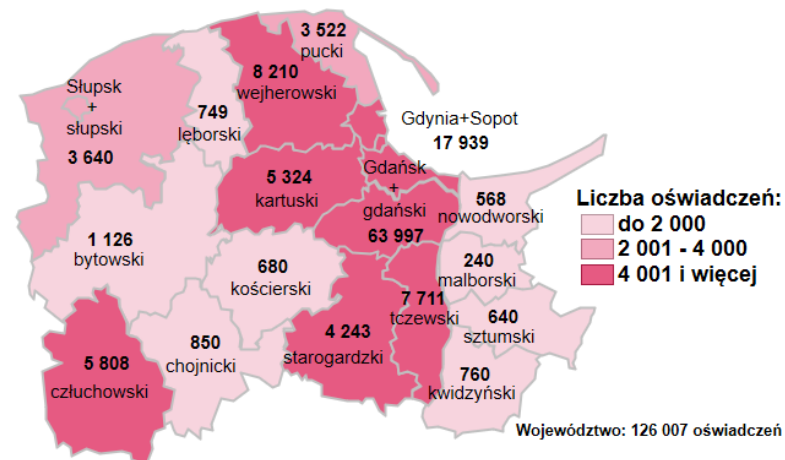 3 522
pucki
8 210
wejherowski
Słupsk
+
słupski
3 640
749
lęborski
Gdynia+Sopot
17 939
5 324
kartuski
Gdańsk
+
gdański
63 997
568
nowodworski
1 126
bytowski
680
kościerski
240
malborski
7 711
tczewski
640
sztumski
4 243
starogardzki
850
chojnicki
5 808
człuchowski
760
kwidzyński
Liczba oświadczeń:
do 2 000
2 001 - 4 000
4 001 i więcej
Województwo: 126 007 oświadczeń